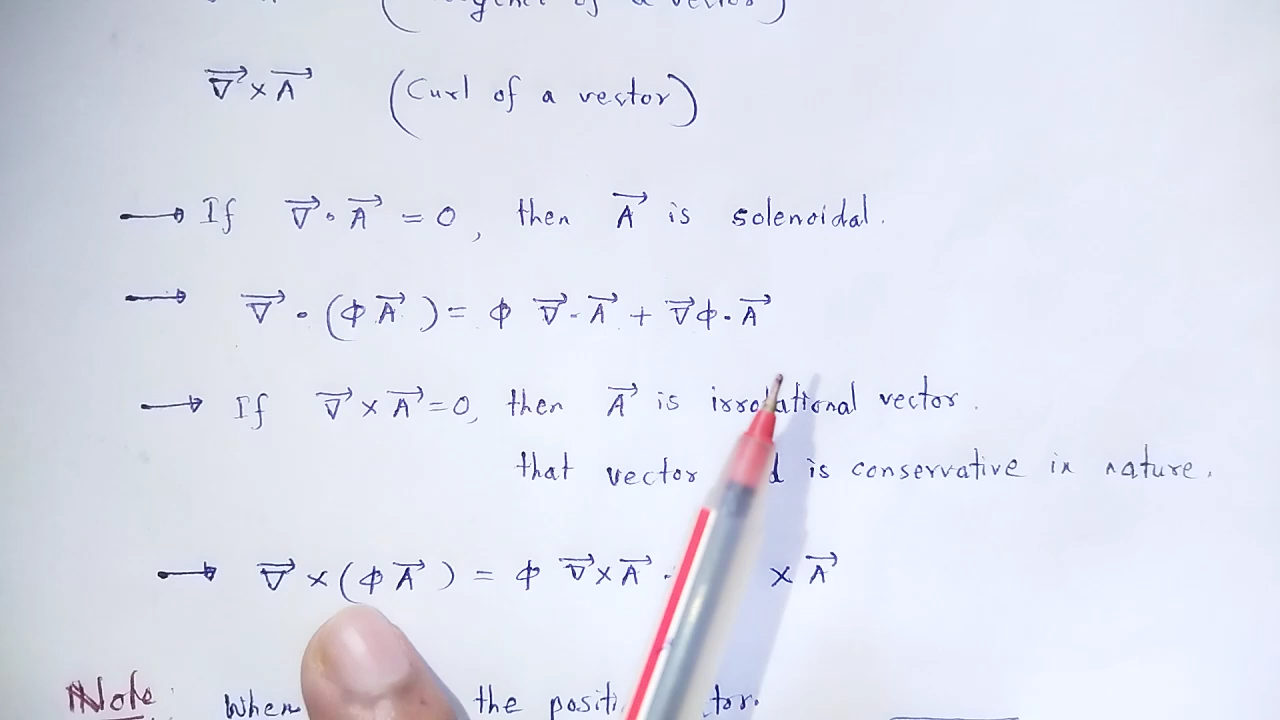 ∇⃗ × A⃗ (Curl of a vector)
→ If ∇⃗ · A⃗ = 0, then A⃗ is solenoidal.
→ ∇⃗ · (φ A⃗) = φ ∇⃗ · A⃗ + ∇⃗φ · A⃗
→ If ∇⃗ × A⃗ = 0, then A⃗ is irrotational vector.
that vector is conservative in nature.
→ ∇⃗ × (φ A⃗) = φ ∇⃗ × A⃗ × A⃗
Note: When the